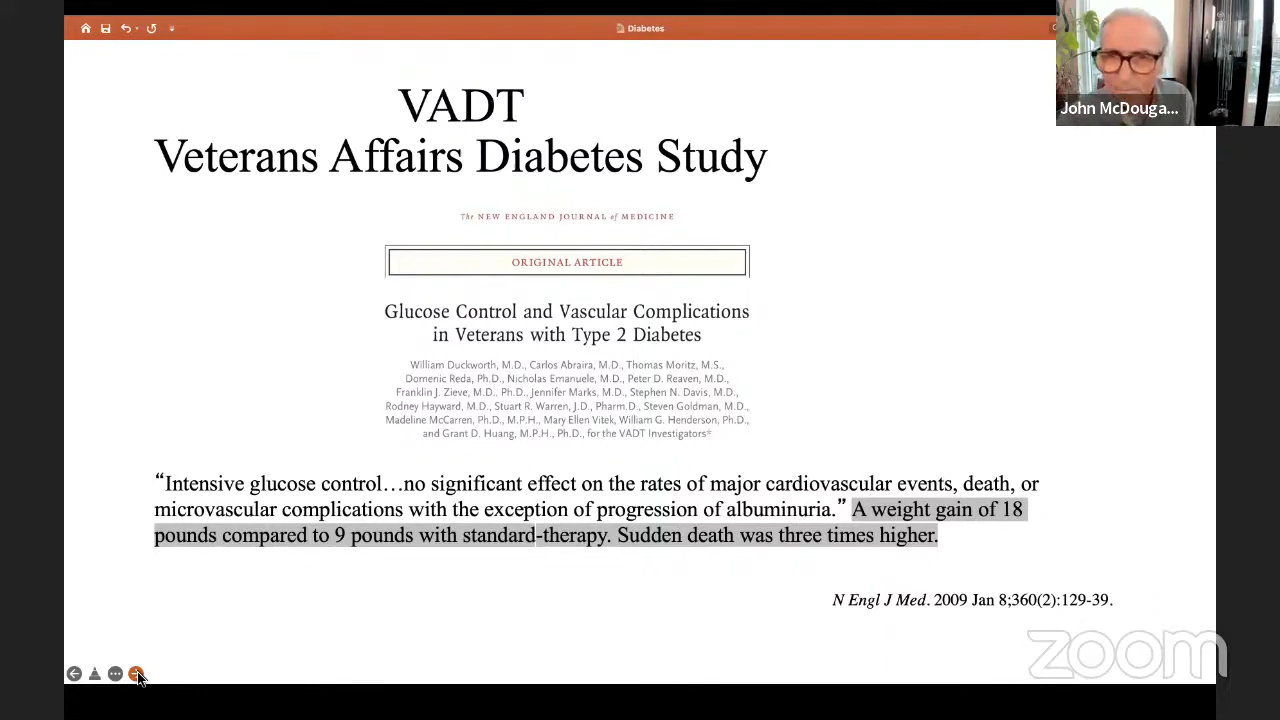 Diabetes
John McDouga...
VADT
Veterans Affairs Diabetes Study
The NEW ENGLAND JOURNAL of MEDICINE
ORIGINAL ARTICLE
Glucose Control and Vascular Complications
in Veterans with Type 2 Diabetes
William Duckworth, M.D., Carlos Abraira, M.D., Thomas Moritz, M.S.,
Domenic Reda, Ph.D., Nicholas Emanuele, M.D., Peter D. Reaven, M.D.,
Franklin J. Zieve, M.D., Ph.D., Jennifer Marks, M.D., Stephen N. Davis, M.D.,
Rodney Hayward, M.D., Stuart R. Warren, J.D., Pharm.D., Steven Goldman, M.D.,
Madeline McCarren, Ph.D., M.P.H., Mary Ellen Vitek, William G. Henderson, Ph.D.,
and Grant D. Huang, M.P.H., Ph.D., for the VADT Investigators*
“Intensive glucose control…no significant effect on the rates of major cardiovascular events, death, or
microvascular complications with the exception of progression of albuminuria.” A weight gain of 18
pounds compared to 9 pounds with standard-therapy. Sudden death was three times higher.
N Engl J Med. 2009 Jan 8;360(2):129-39.
zoom